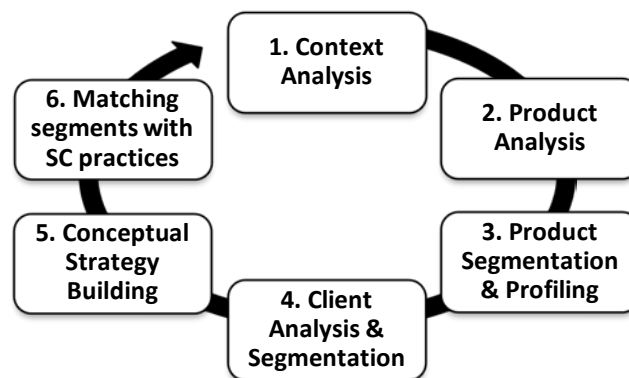 1. Context
Analysis
2. Product
Analysis
3. Product
Segmentation
& Profiling
4. Client
Analysis &
Segmentation
5. Conceptual
Strategy
Building
6. Matching
segments with
SC practices